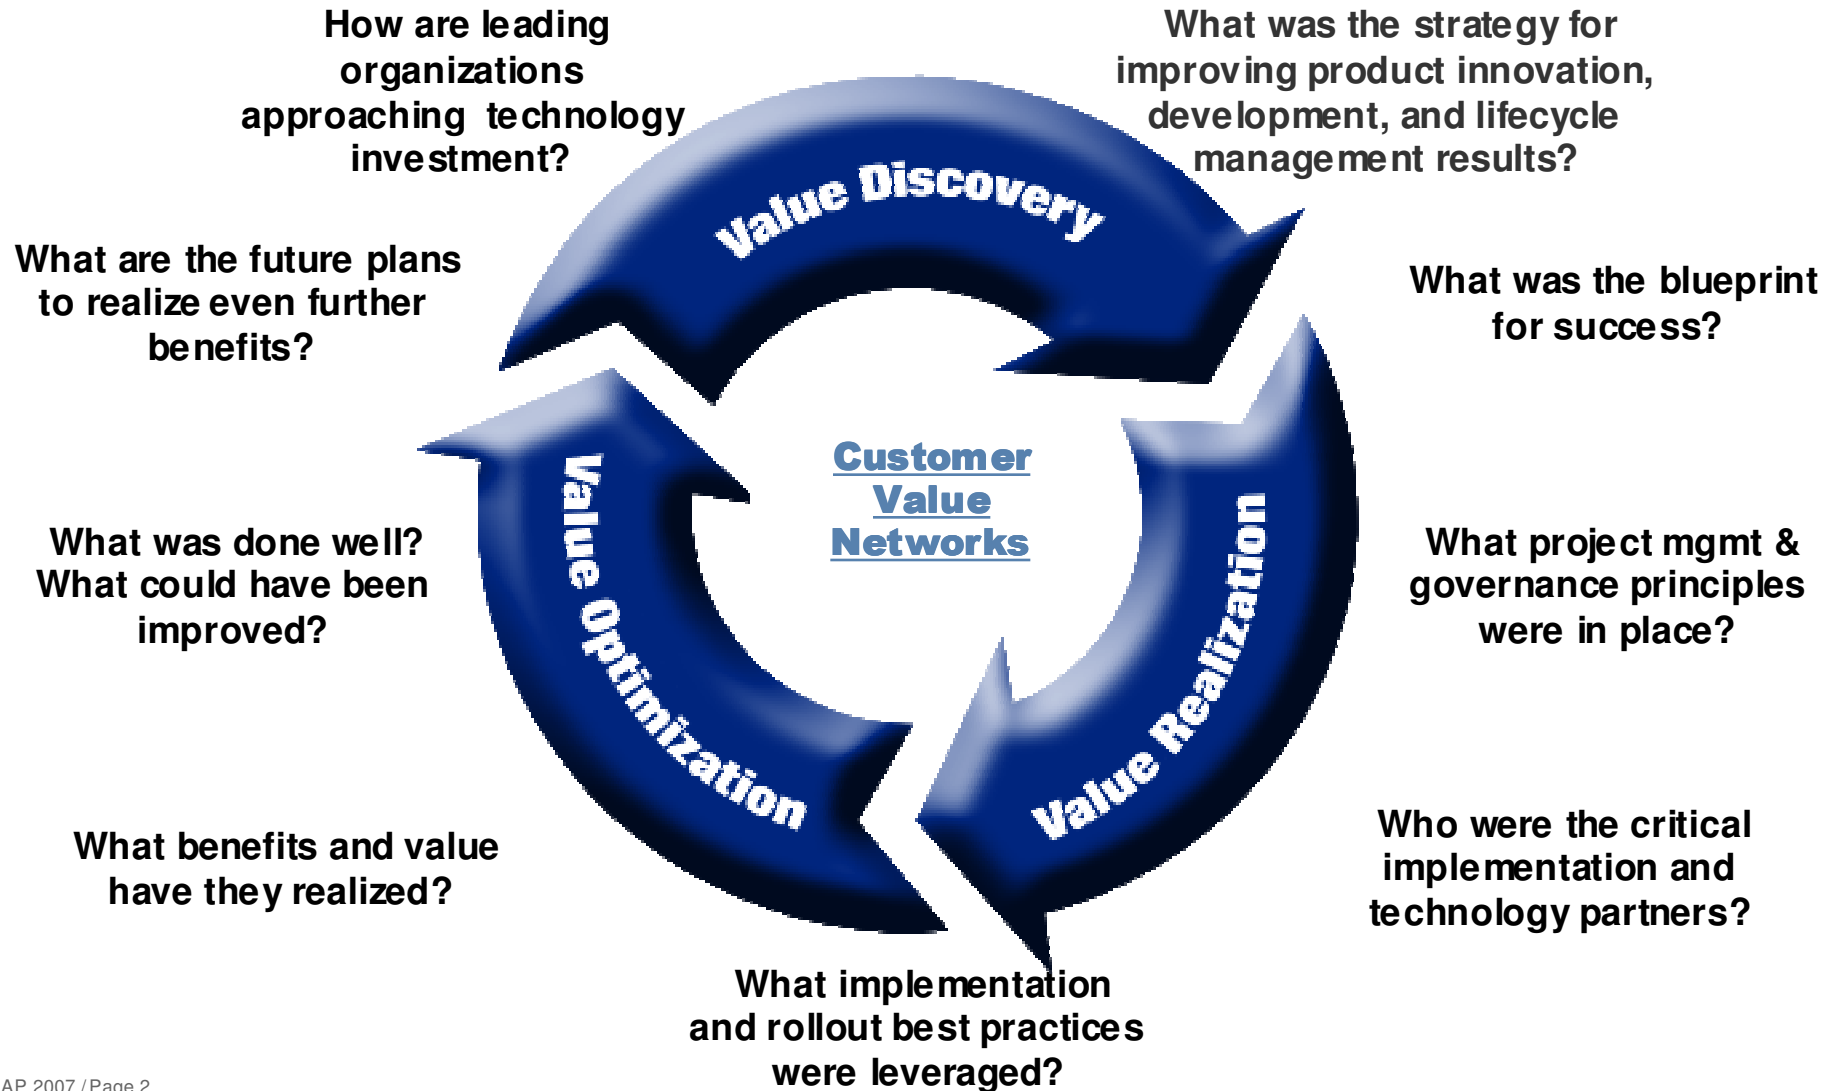 How are leading
organizations
approaching technology
investment?
What was the strategy for
improving product innovation,
development, and lifecycle
management results?
Value Discovery
What are the future plans
to realize even further
benefits?
What was the blueprint
for success?
Customer
Value
Networks
Value Optimization
Value Realization
What was done well?
What could have been
improved?
What project mgmt &
governance principles
were in place?
What benefits and value
have they realized?
Who were the critical
implementation and
technology partners?
What implementation
and rollout best practices
were leveraged?
AP 2007 / Page 2